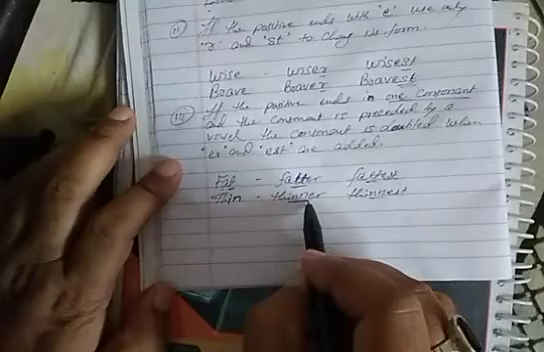 (ii) If the positive ends with 'e' use only
'r' and 'st' to change its form.
Wise - wiser wisest
Brave Braver Bravest
(III) If the positive ends in one consonant
and the consonant is preceded by a
vowel the consonant is doubled when
'er' and 'est' are added.
Fat - fatter fattest
Thin - thinner thinnest